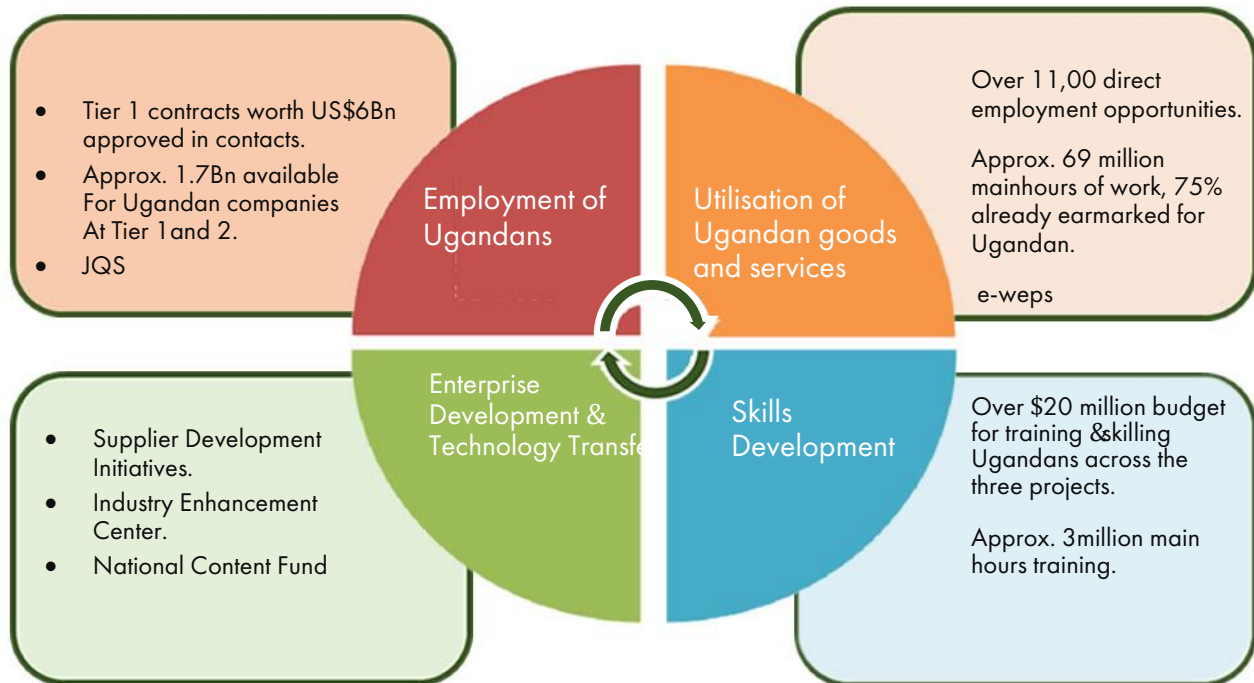 • Tier 1 contracts worth US$6Bn
approved in contacts.
• Approx. 1.7Bn available
For Ugandan companies
At Tier 1and 2.
• JQS
Employment of
Ugandans
Utilisation of
Ugandan goods
and services
Over 11,00 direct
employment opportunities.
Approx. 69 million
mainhours of work, 75%
already earmarked for
Ugandan.
e-weps
• Supplier Development
Initiatives.
• Industry Enhancement
Center.
• National Content Fund
Enterprise
Development &
Technology Transfe
Skills
Development
Over $20 million budget
for training &skilling
Ugandans across the
three projects.
Approx. 3million main
hours training.